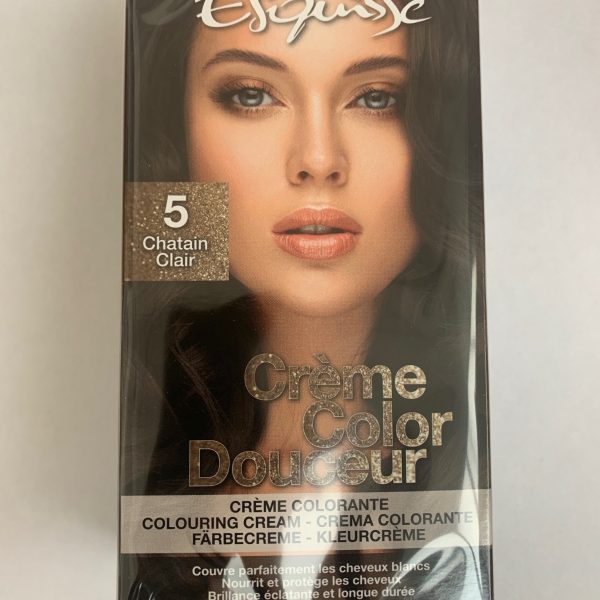 Esquisse
5
Chatain
Clair
Crème
Color
Douceur
CRÈME COLORANTE
COLOURING CREAM - CREMA COLORANTE
FÄRBECREME - KLEURCRÈME
Couvre parfaitement les cheveux blancs
Nourrit et protège les cheveux
Brillance éclatante et longue durée